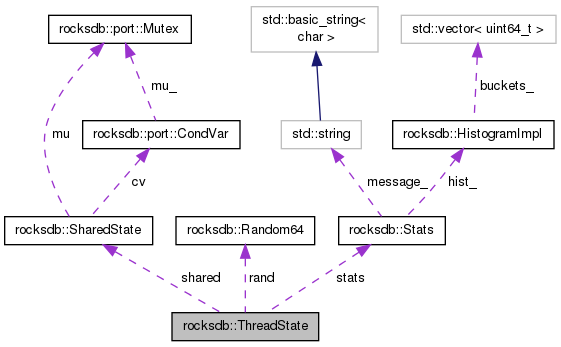 rocksdb::port::Mutex
std::basic_string<
char >
std::vector< uint64_t >
mu_
buckets_
mu
rocksdb::port::CondVar
std::string
rocksdb::HistogramImpl
cv
message_
hist_
rocksdb::SharedState
rocksdb::Random64
rocksdb::Stats
shared
rand
stats
rocksdb::ThreadState